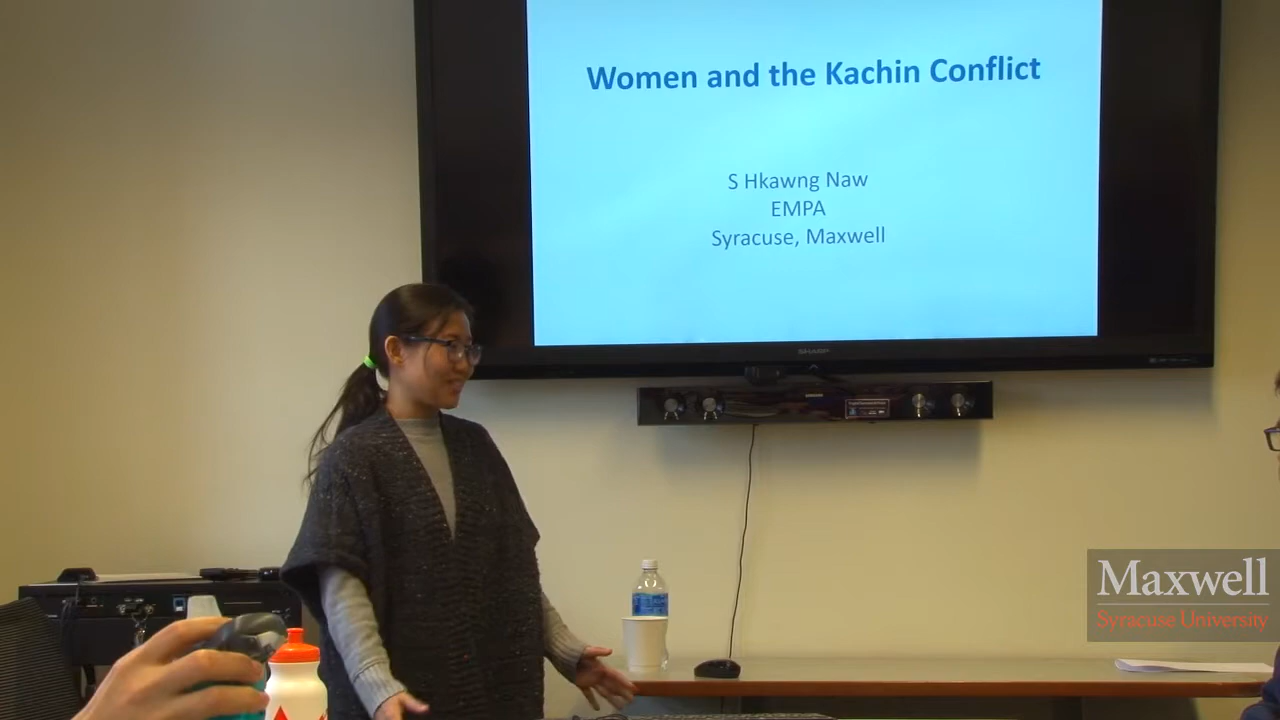 Women and the Kachin Conflict
S Hkawng Naw
EMPA
Syracuse, Maxwell
SHARP
Maxwell
Syracuse University